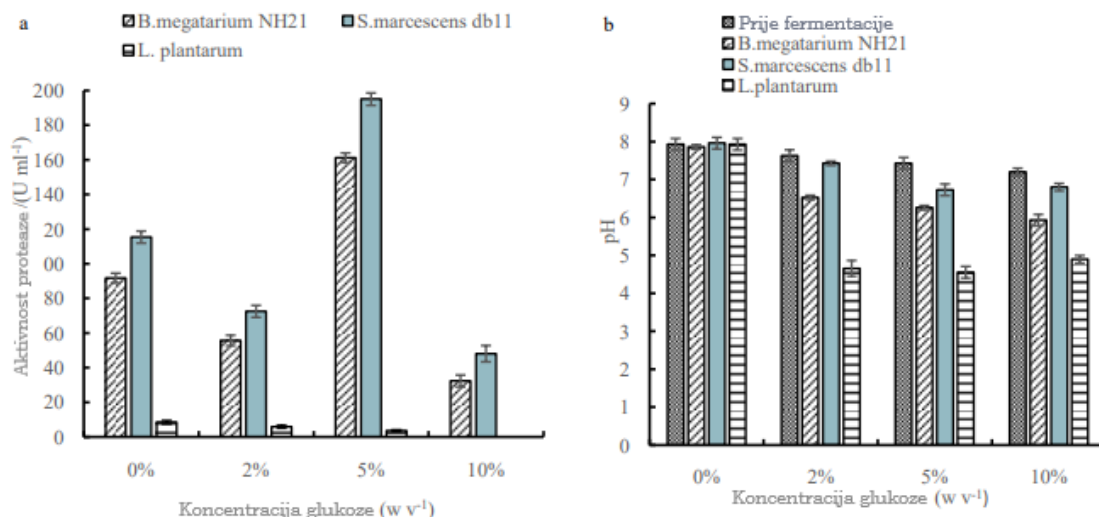 a
B.megatarium NH21
S.marcescens db11
L. plantarum
Aktivnost proteaze /(U ml-1)
200
180
160
140
20
00
80
60
40
20
0
0%
2%
5%
10%
Koncentracija glukoze (w v-1)
b
Prije fermentacije
B.megatarium NH21
S.marcescens db11
L.plantarum
pH
9
8
7
6
5
4
3
2
1
0
0%
2%
5%
10%
Koncentracija glukoze (w v-1)